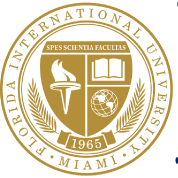 FLORIDA INTERNATIONAL UNIVERSITY
SPES SCIENTIA FACULTAS
1965
MIAMI